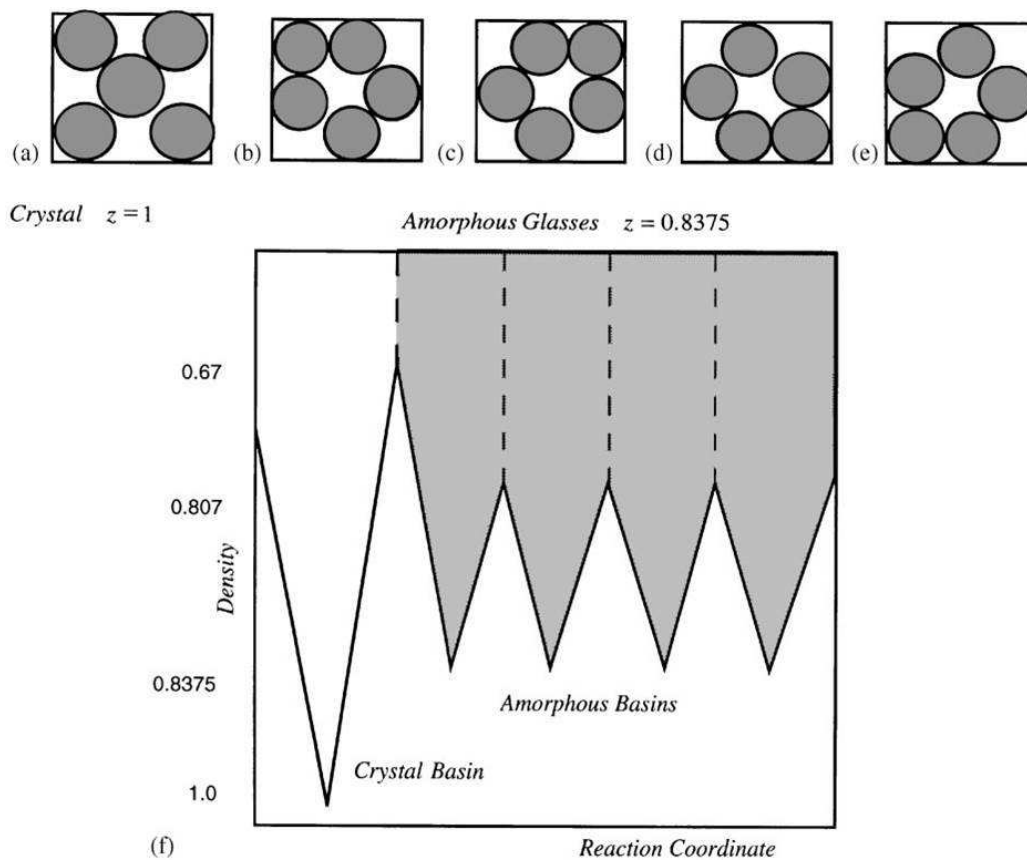 (a) (b) (c) (d) (e)
Crystal z = 1
Amorphous Glasses z = 0.8375
0.67
0.807
Density
0.8375
Amorphous Basins
Crystal Basin
1.0
(f)
Reaction Coordinate